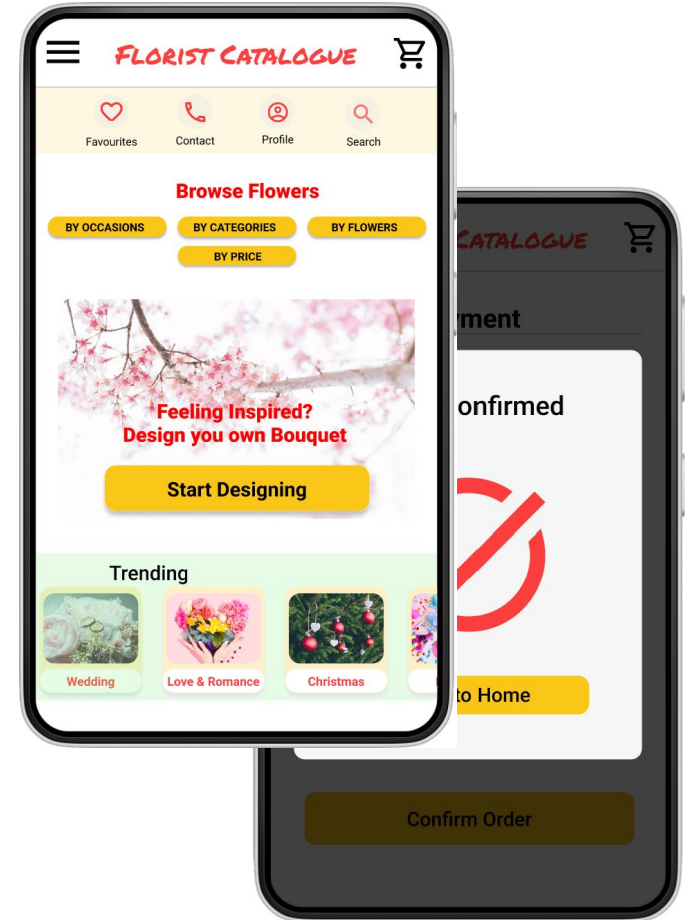 FLORIST CATALOGUE
Favourites
Contact
Profile
Search
Browse Flowers
BY OCCASIONS
BY CATEGORIES
BY FLOWERS
BY PRICE
Feeling Inspired?
Design you own Bouquet
Start Designing
Trending
Wedding
Love & Romance
Christmas
CATALOGUE
yment
onfirmed
to Home
Confirm Order